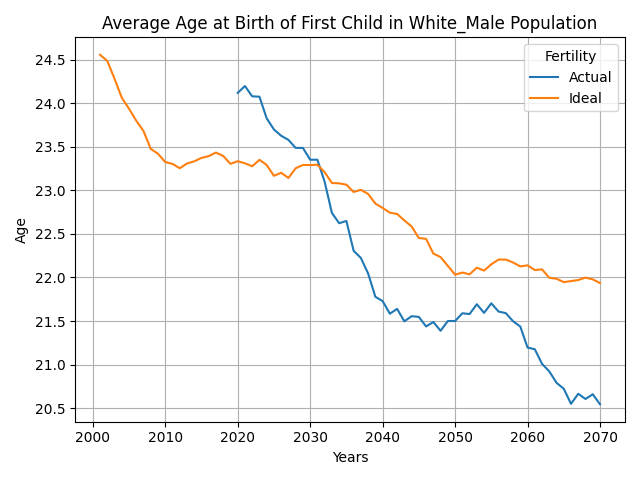 Average Age at Birth of First Child in White_Male Population
Fertility
Actual
Ideal
Age
24.5
24.0
23.5
23.0
22.5
22.0
21.5
21.0
20.5
2000 2010 2020 2030 2040 2050 2060 2070
Years